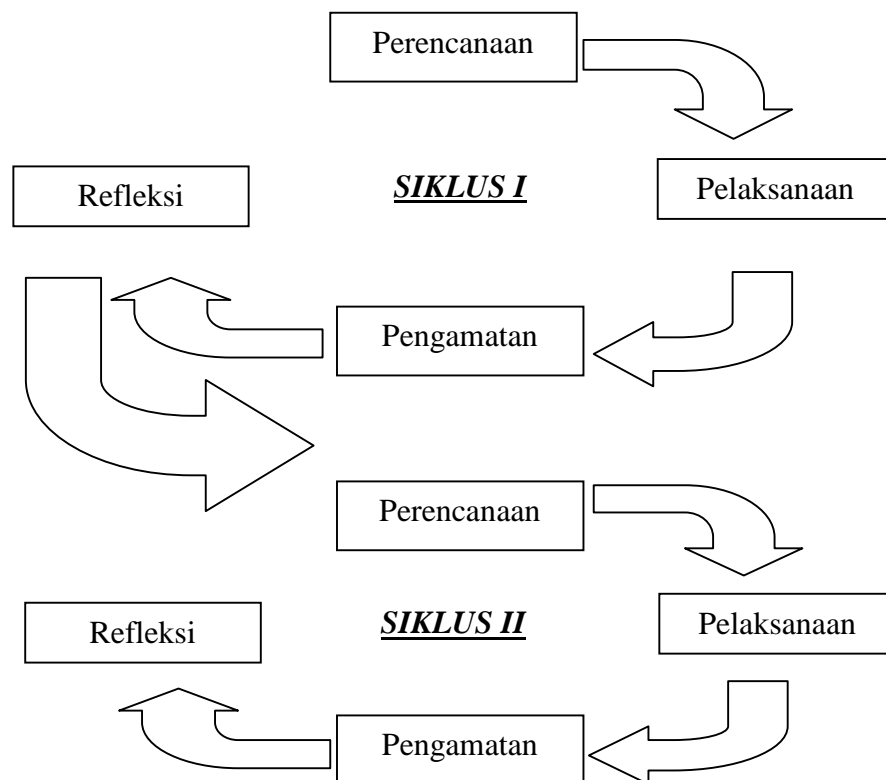 Perencanaan
Refleksi
SIKLUS I
Pelaksanaan
Pengamatan
Perencanaan
Refleksi
SIKLUS II
Pelaksanaan
Pengamatan